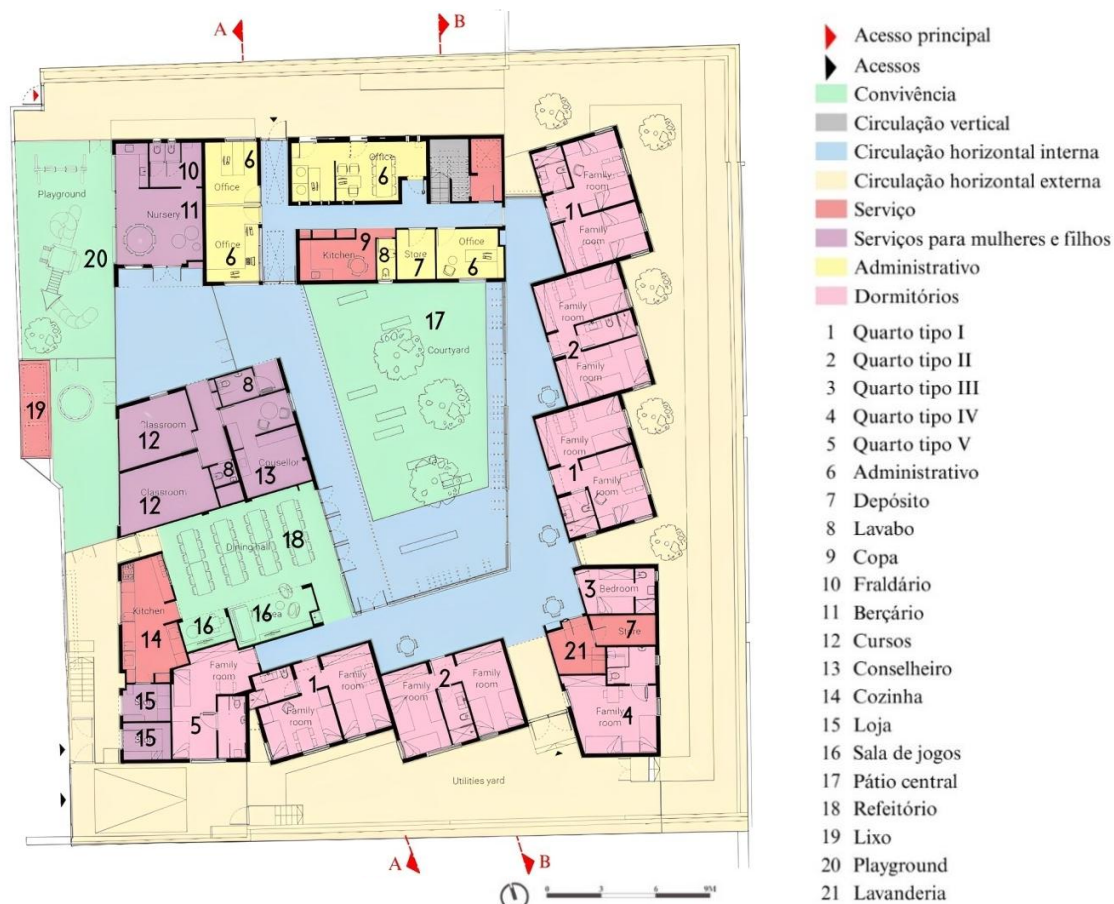 A
B
Playground
20
10
Nursery
11
Office
6
Office
6
Office
6
Kitchen
9
8
Store
7
Office
6
Family room
1
Family room
17
Courtyard
Family room
2
Family room
19
8
Classroom
12
8
Counsellor
13
Classroom
12
Family room
1
Family room
Dining hall
18
Kitchen
14
16
16
3
Bedroom
Store
7
21
Family room
4
Family room
5
15
15
1
Family room
Family room
2
Family room
Family room
Utilities yard
A
B
0 3 6 9M
Acesso principal
Acessos
Convivência
Circulação vertical
Circulação horizontal interna
Circulação horizontal externa
Serviço
Serviços para mulheres e filhos
Administrativo
Dormitórios
1 Quarto tipo I
2 Quarto tipo II
3 Quarto tipo III
4 Quarto tipo IV
5 Quarto tipo V
6 Administrativo
7 Depósito
8 Lavabo
9 Copa
10 Fraldário
11 Berçário
12 Cursos
13 Conselheiro
14 Cozinha
15 Loja
16 Sala de jogos
17 Pátio central
18 Refeitório
19 Lixo
20 Playground
21 Lavanderia